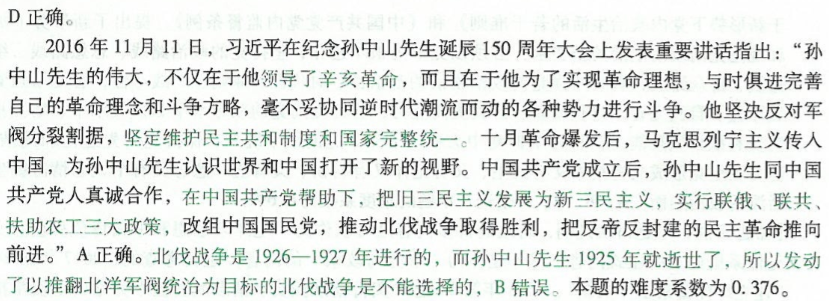 D 正确。
2016 年 11 月 11 日，习近平在纪念孙中山先生诞辰 150 周年大会上发表重要讲话指出：“孙
中山先生的伟大，不仅在于他领导了辛亥革命，而且在于他为了实现革命理想，与时俱进完善
自己的革命理念和斗争方略，毫不妥协同逆时代潮流而动的各种势力进行斗争。他坚决反对军
阀分裂割据，坚定维护民主共和制度和国家完整统一。十月革命爆发后，马克思列宁主义传人
中国，为孙中山先生认识世界和中国打开了新的视野。中国共产党成立后，孙中山先生同中国
共产党人真诚合作，在中国共产党帮助下，把旧三民主义发展为新三民主义，实行联俄、联共、
扶助农工三大政策，改组中国国民党，推动北伐战争取得胜利，把反帝反封建的民主革命推向
前进。”A 正确。北伐战争是 1926—1927 年进行的，而孙中山先生 1925 年就逝世了，所以发动
了以推翻北洋军阀统治为目标的北伐战争是不能选择的，B 错误。本题的难度系数为 0.376。